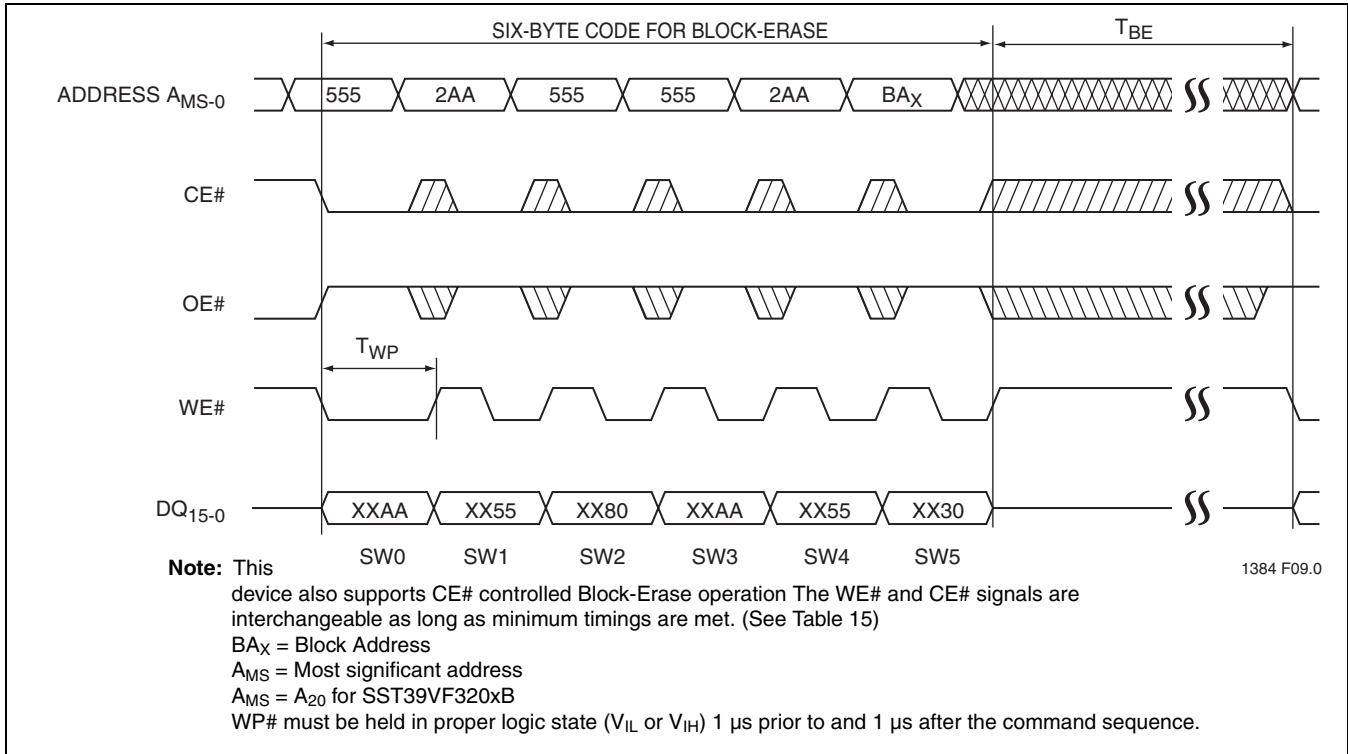 SIX-BYTE CODE FOR BLOCK-ERASE TBE
ADDRESS AMS-0 555 2AA 555 555 2AA BAX
CE#
OE#
TWP
WE#
DQ15-0 XXAA XX55 XX80 XXAA XX55 XX30
SW0 SW1 SW2 SW3 SW4 SW5
Note: This
1384 F09.0
device also supports CE# controlled Block-Erase operation The WE# and CE# signals are
interchangeable as long as minimum timings are met. (See Table 15)
BAX = Block Address
AMS = Most significant address
AMS = A20 for SST39VF320xB
WP# must be held in proper logic state (VIL or VIH) 1 µs prior to and 1 µs after the command sequence.